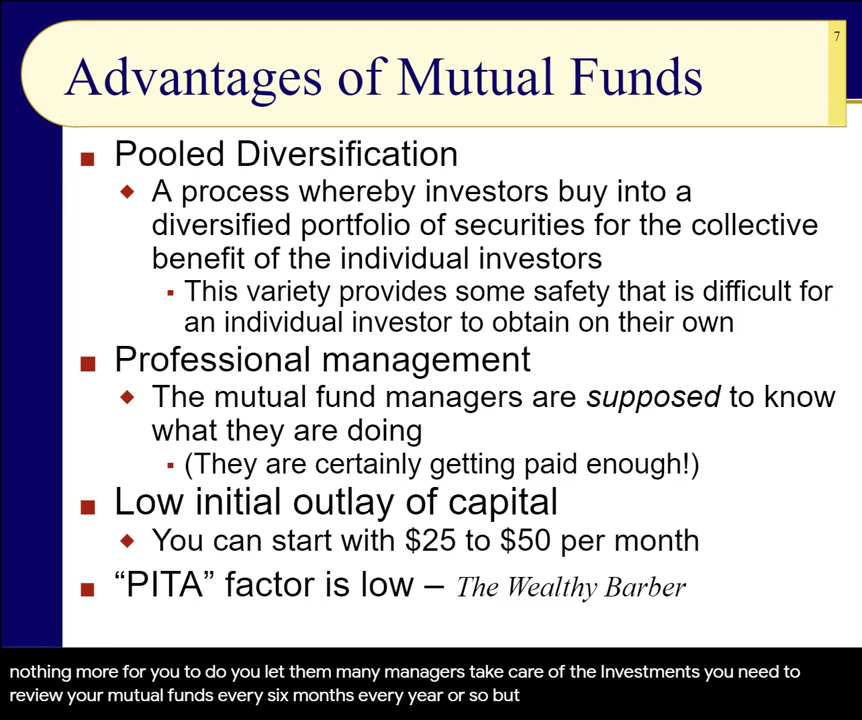 7
Advantages of Mutual Funds
■ Pooled Diversification
◆ A process whereby investors buy into a
diversified portfolio of securities for the collective
benefit of the individual investors
▪ This variety provides some safety that is difficult for
an individual investor to obtain on their own
■ Professional management
◆ The mutual fund managers are supposed to know
what they are doing
▪ (They are certainly getting paid enough!)
■ Low initial outlay of capital
◆ You can start with $25 to $50 per month
■ “PITA” factor is low – The Wealthy Barber
nothing more for you to do you let them many managers take care of the Investments you need to
review your mutual funds every six months every year or so but